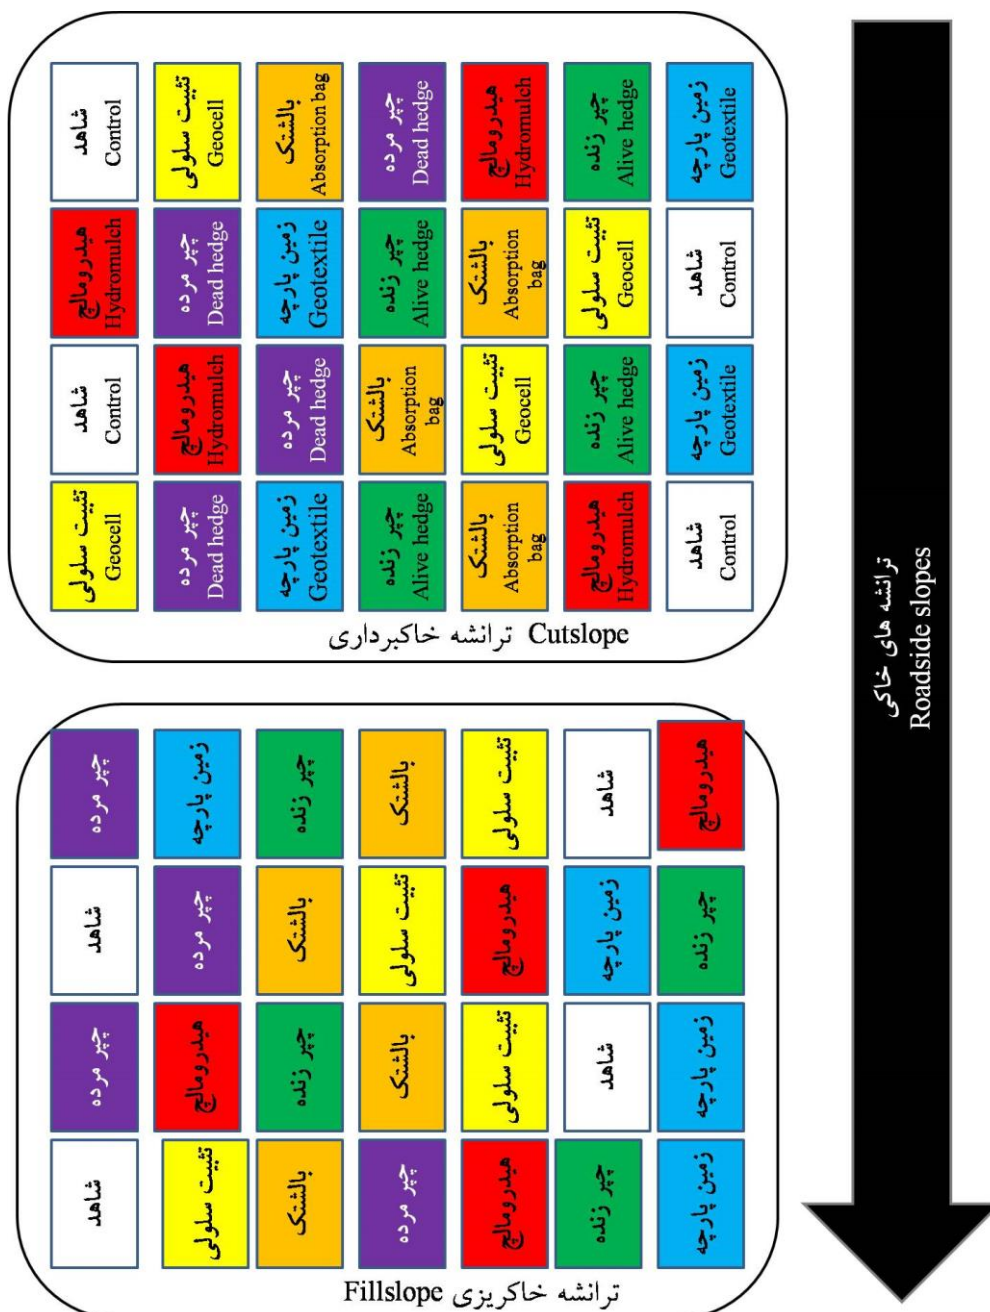 شاهد
Control
تثبیت سلولی
Geocell
بالشتک
Absorption bag
چپر مرده
Dead hedge
هیدرومالچ
Hydromulch
چپر زنده
Alive hedge
زمین پارچه
Geotextile
هیدرومالچ
Hydromulch
چپر مرده
Dead hedge
زمین پارچه
Geotextile
چپر زنده
Alive hedge
بالشتک
Absorption
bag
تثبیت سلولی
Geocell
شاهد
Control
شاهد
Control
هیدرومالچ
Hydromulch
چپر مرده
Dead hedge
بالشتک
Absorption
bag
تثبیت سلولی
Geocell
چپر زنده
Alive hedge
زمین پارچه
Geotextile
تثبیت سلولی
Geocell
چپر مرده
Dead hedge
زمین پارچه
Geotextile
چپر زنده
Alive hedge
بالشتک
Absorption
bag
هیدرومالچ
Hydromulch
شاهد
Control
ترانشه خاکبرداری Cutslope
چپر مرده
زمین پارچه
چپر زنده
بالشتک
تثبیت سلولی
شاهد
هیدرومالچ
شاهد
چپر مرده
بالشتک
تثبیت سلولی
هیدرومالچ
زمین پارچه
چپر زنده
چپر مرده
هیدرومالچ
چپر زنده
بالشتک
تثبیت سلولی
شاهد
زمین پارچه
شاهد
تثبیت سلولی
بالشتک
چپر مرده
هیدرومالچ
چپر زنده
زمین پارچه
ترانشه خاکریزی Fillslope
ترانشه های خاکی
Roadside slopes